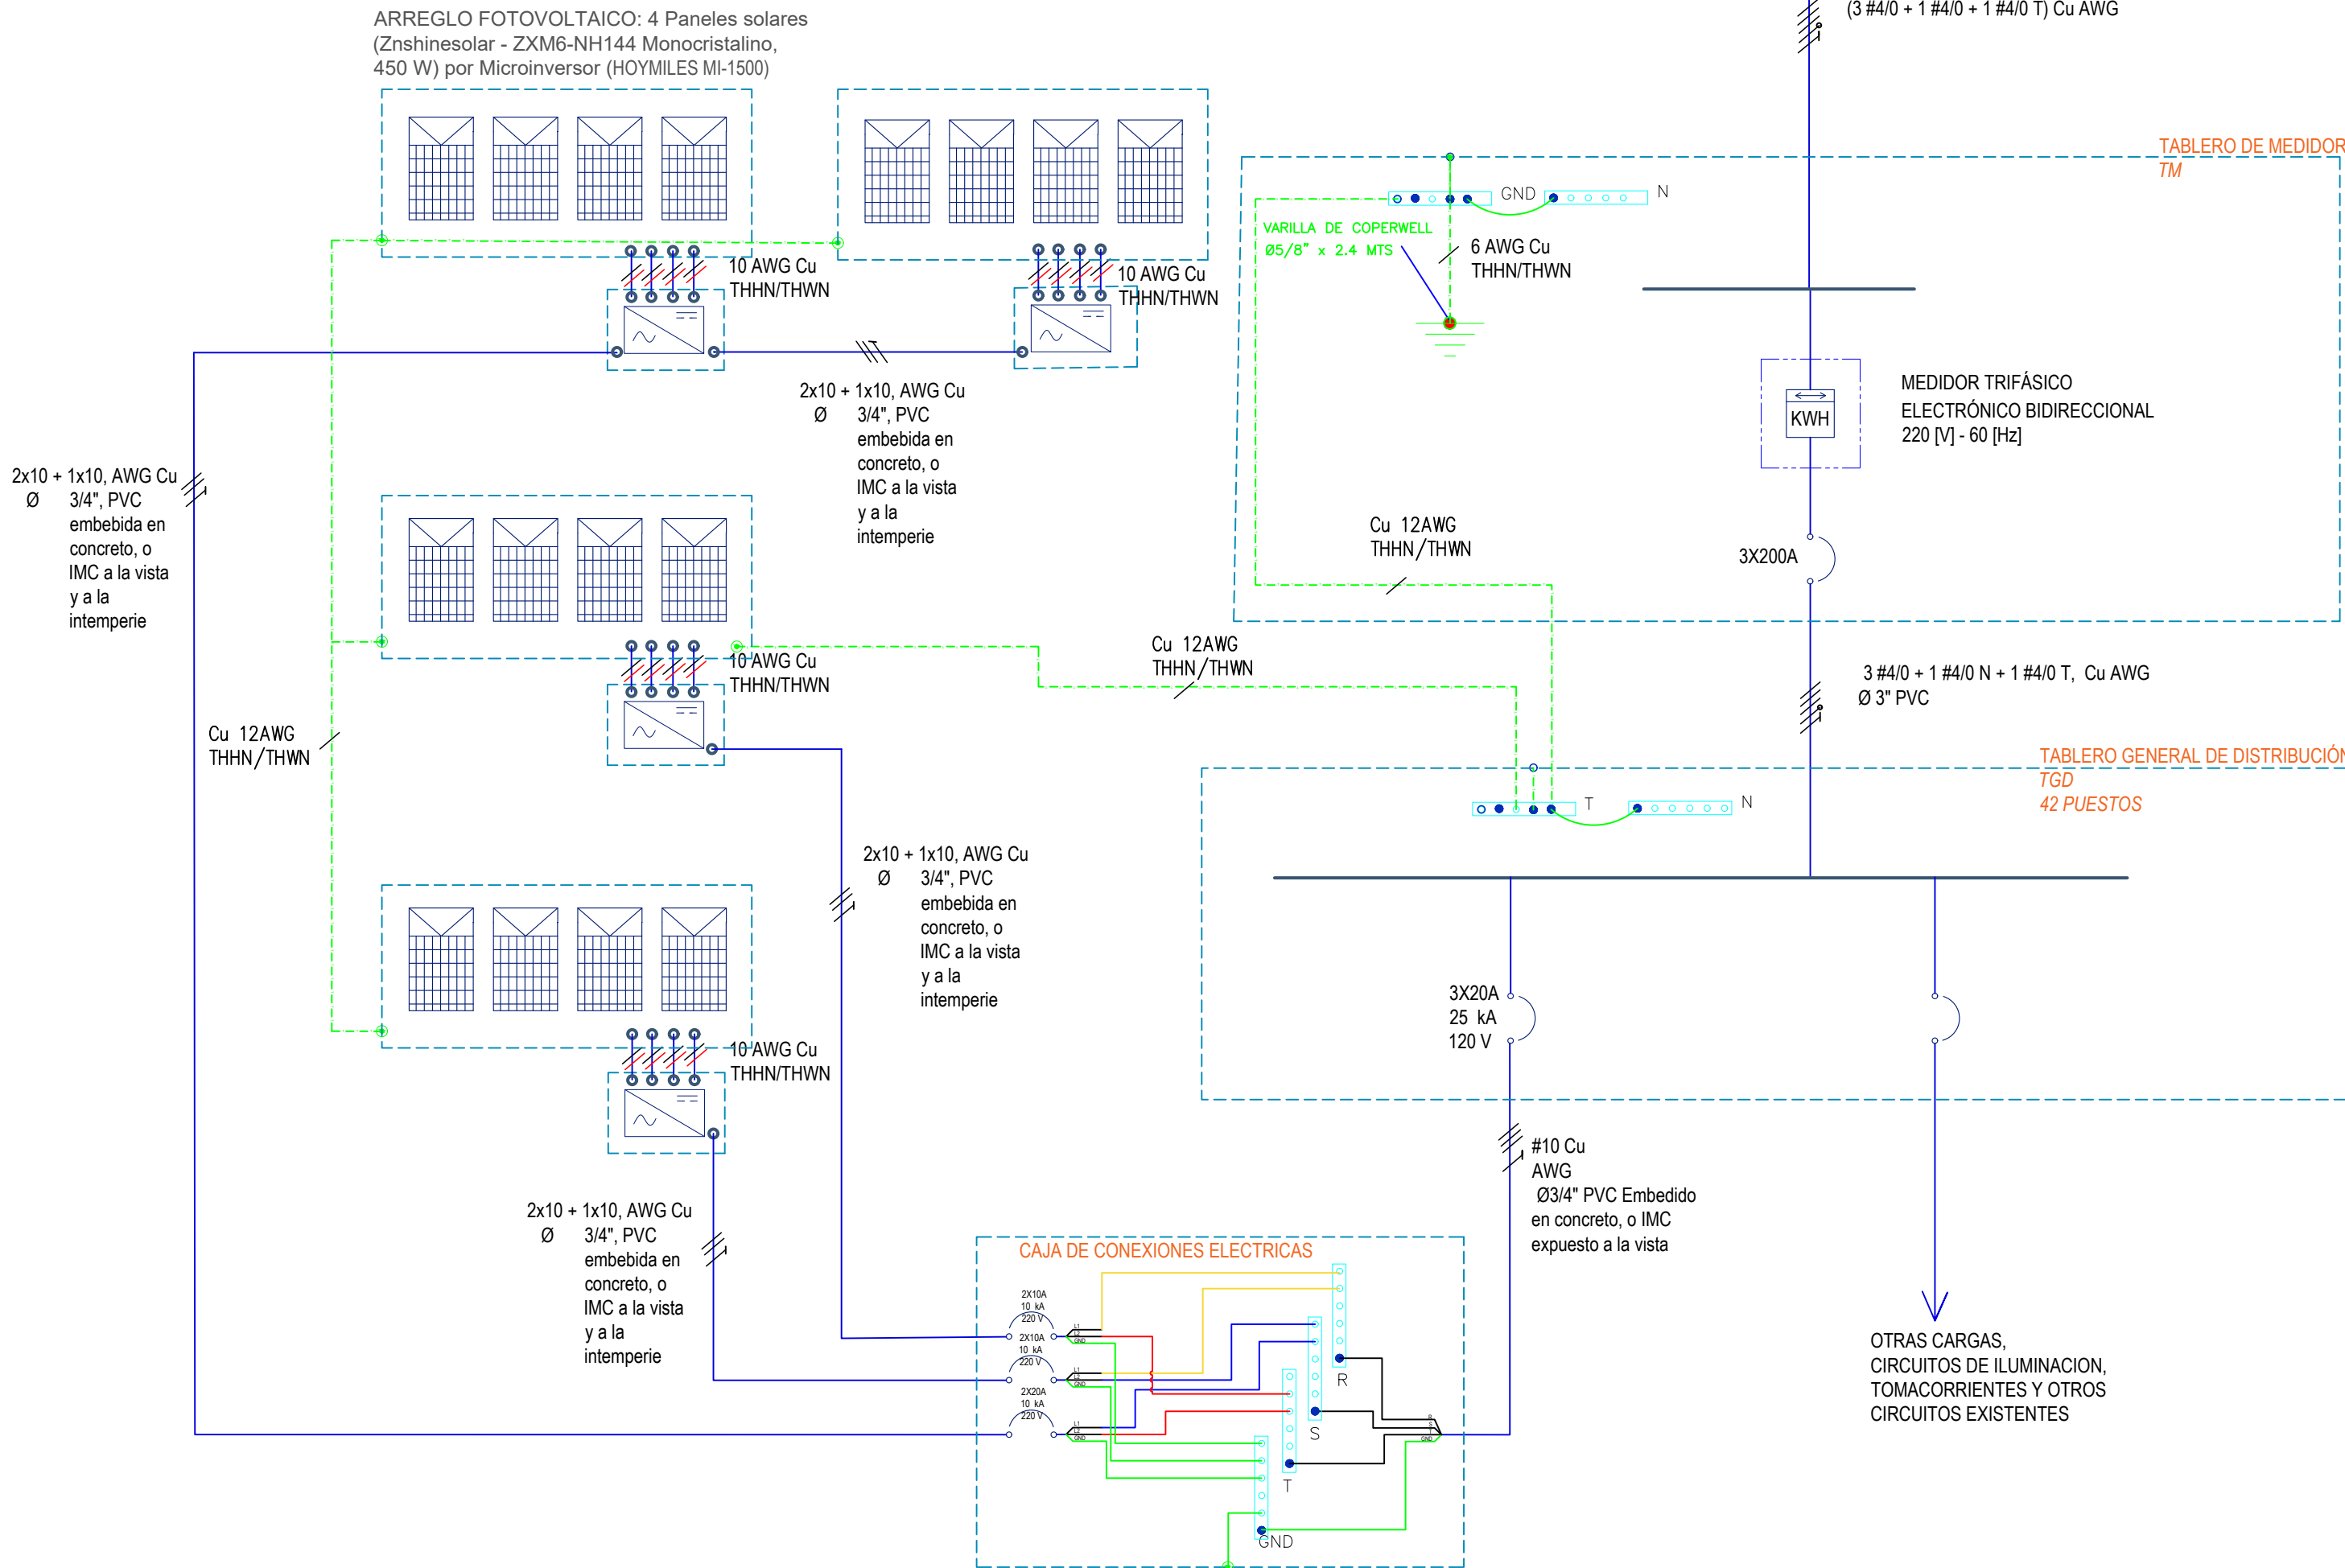 ARREGLO FOTOVOLTAICO: 4 Paneles solares
(Znshinesolar - ZXM6-NH144 Monocristalino,
450 W) por Microinversor (HOYMILES MI-1500)
(3 #4/0 + 1 #4/0 + 1 #4/0 T) Cu AWG
TABLERO DE MEDIDOR
TM
GND
N
VARILLA DE COPERWELL
Ø5/8" x 2.4 MTS
6 AWG Cu
THHN/THWN
10 AWG Cu
THHN/THWN
10 AWG Cu
THHN/THWN
2x10 + 1x10, AWG Cu
Ø 3/4", PVC
embebida en
concreto, o
IMC a la vista
y a la
intemperie
MEDIDOR TRIFÁSICO
ELECTRÓNICO BIDIRECCIONAL
220 [V] - 60 [Hz]
KWH
2x10 + 1x10, AWG Cu
Ø 3/4", PVC
embebida en
concreto, o
IMC a la vista
y a la
intemperie
Cu 12AWG
THHN/THWN
3X200A
Cu 12AWG
THHN/THWN
10 AWG Cu
THHN/THWN
3 #4/0 + 1 #4/0 N + 1 #4/0 T, Cu AWG
Ø 3" PVC
Cu 12AWG
THHN/THWN
TABLERO GENERAL DE DISTRIBUCIÓN
TGD
42 PUESTOS
T
N
2x10 + 1x10, AWG Cu
Ø 3/4", PVC
embebida en
concreto, o
IMC a la vista
y a la
intemperie
3X20A
25 kA
120 V
10 AWG Cu
THHN/THWN
#10 Cu
AWG
Ø3/4" PVC Embedido
en concreto, o IMC
expuesto a la vista
2x10 + 1x10, AWG Cu
Ø 3/4", PVC
embebida en
concreto, o
IMC a la vista
y a la
intemperie
CAJA DE CONEXIONES ELECTRICAS
2X10A
10 kA
220 V
L1
L2
GND
2X10A
10 kA
220 V
L1
L2
GND
2X20A
10 kA
220 V
L1
L2
GND
R
S
T
GND
R
S
T
GND
OTRAS CARGAS,
CIRCUITOS DE ILUMINACION,
TOMACORRIENTES Y OTROS
CIRCUITOS EXISTENTES